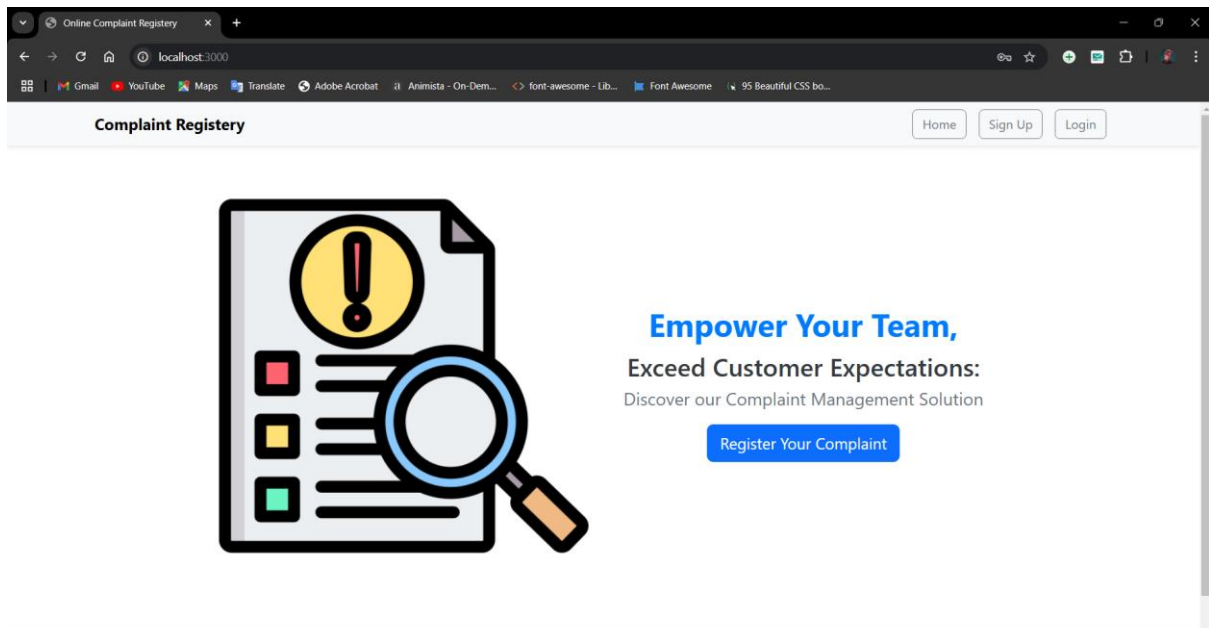 Online Complaint Registery
localhost:3000
Gmail YouTube Maps Translate Adobe Acrobat Animista - On-Dem... font-awesome - Lib... Font Awesome 95 Beautiful CSS bo...
Complaint Registery Home Sign Up Login
Empower Your Team,
Exceed Customer Expectations:
Discover our Complaint Management Solution
Register Your Complaint